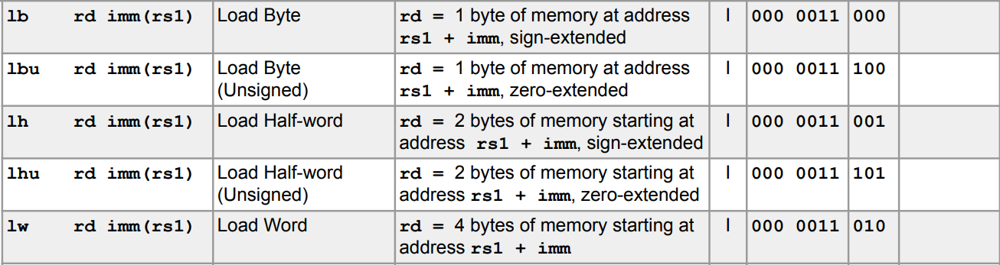 lb rd imm(rs1) Load Byte rd = 1 byte of memory at address I 000 0011 000
rs1 + imm, sign-extended
lbu rd imm(rs1) Load Byte rd = 1 byte of memory at address I 000 0011 100
(Unsigned) rs1 + imm, zero-extended
lh rd imm(rs1) Load Half-word rd = 2 bytes of memory starting at I 000 0011 001
address rs1 + imm, sign-extended
lhu rd imm(rs1) Load Half-word rd = 2 bytes of memory starting at I 000 0011 101
(Unsigned) address rs1 + imm, zero-extended
lw rd imm(rs1) Load Word rd = 4 bytes of memory starting at I 000 0011 010
address rs1 + imm